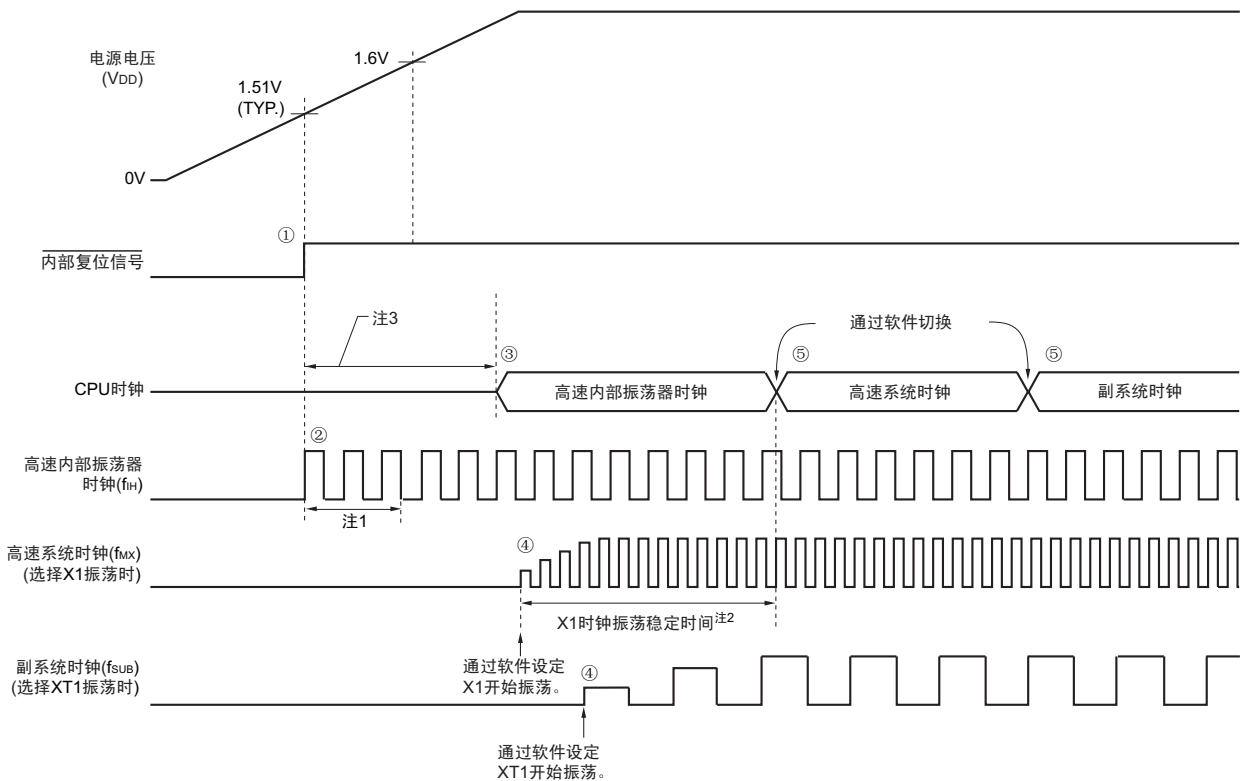 电源电压
(VDD)
1.6V
1.51V
(TYP.)
0V
①
内部复位信号
注3
通过软件切换
③
⑤
⑤
CPU时钟
高速内部振荡器时钟
高速系统时钟
副系统时钟
②
高速内部振荡器
时钟(fIH)
注1
高速系统时钟(fMX)
(选择X1振荡时)
④
X1时钟振荡稳定时间注2
通过软件设定
X1开始振荡。
副系统时钟(fSUB)
(选择XT1振荡时)
④
通过软件设定
XT1开始振荡。